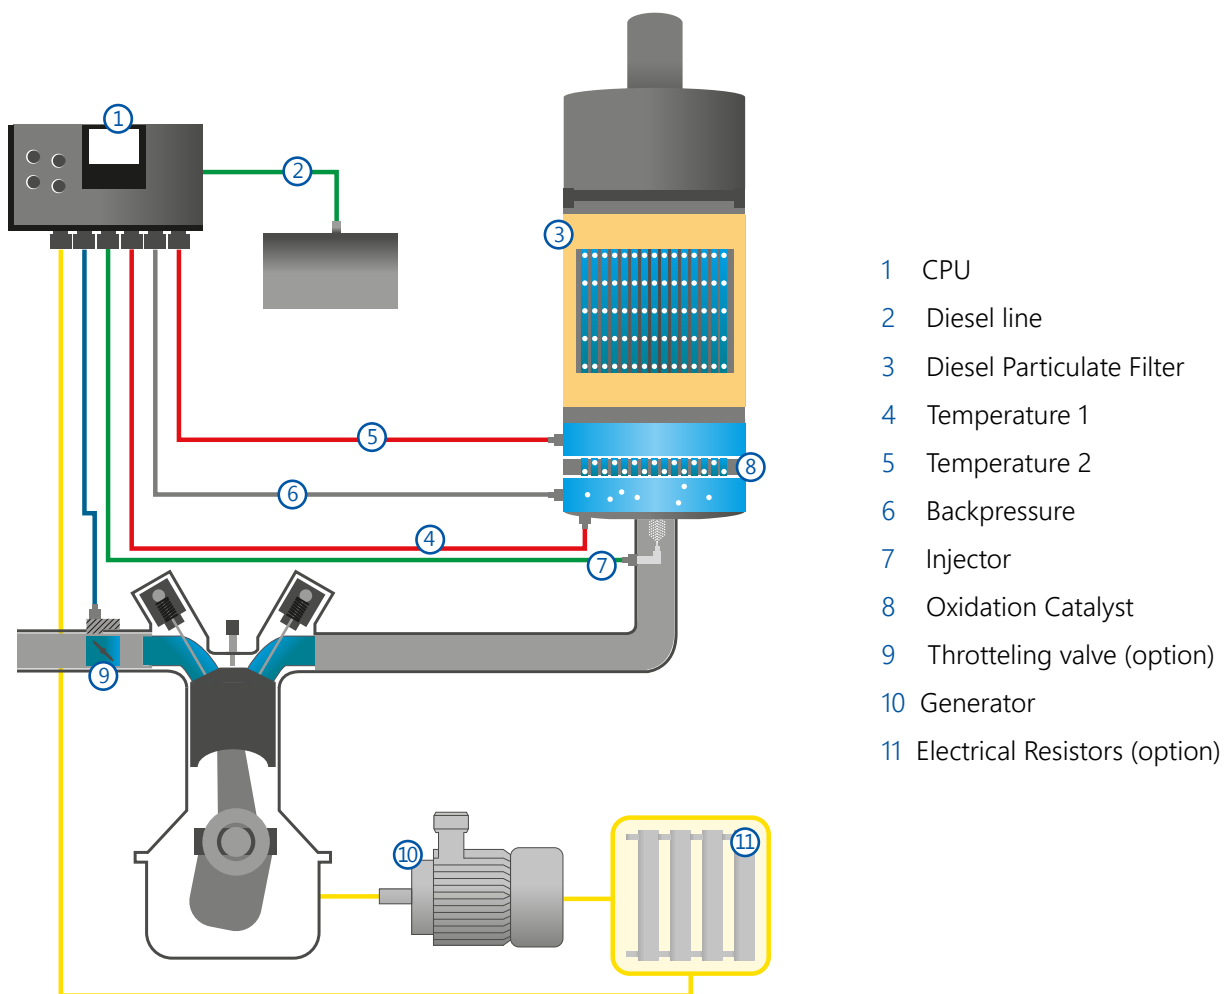 1
2
3
5
8
6
4
7
9
10
11
1 CPU
2 Diesel line
3 Diesel Particulate Filter
4 Temperature 1
5 Temperature 2
6 Backpressure
7 Injector
8 Oxidation Catalyst
9 Throtteling valve (option)
10 Generator
11 Electrical Resistors (option)